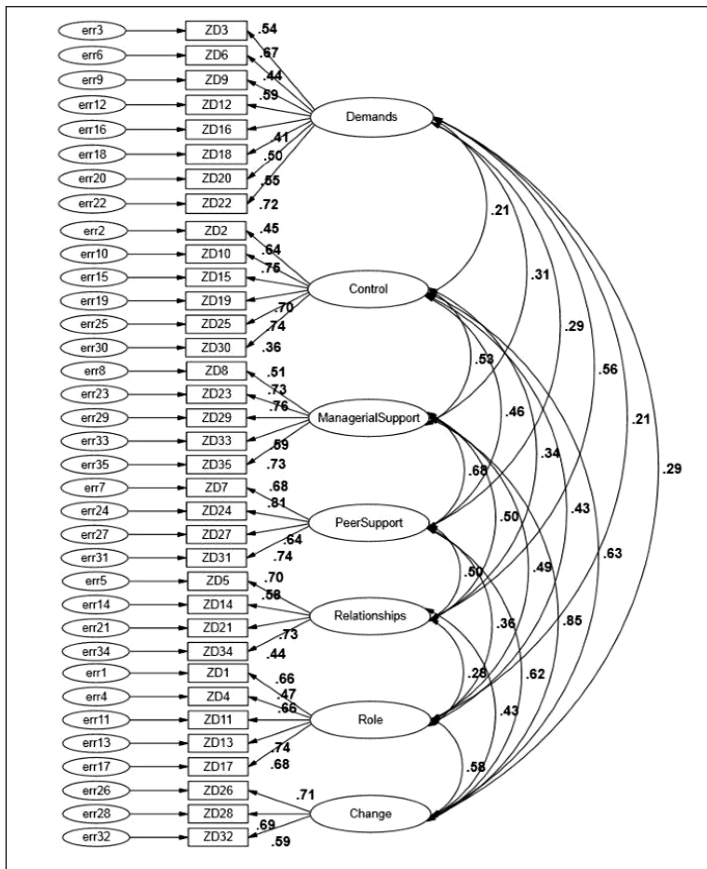 err3 ZD3 .54
err6 ZD6 .67
err9 ZD9 .44
err12 ZD12 .59
Demands
err16 ZD16
err18 ZD18 .41
err20 ZD20 .50
err22 ZD22 .55
.72
.21
err2 ZD2 .45
err10 ZD10 .64
err15 ZD15 .75
.31
Control
err19 ZD19
err25 ZD25 .70
.29
err30 ZD30 .74
.36
.53
.56
err8 ZD8 .51
err23 ZD23 .73
err29 ZD29 .76
ManagerialSupport
.46
.21
err33 ZD33
err35 ZD35 .59
.73
.34
.68
.29
err7 ZD7 .68
err24 ZD24 .81
PeerSupport
.50
.43
err27 ZD27
err31 ZD31 .64
.74
.63
err5 ZD5 .70
.50
.49
err14 ZD14 .58
Relationships
err21 ZD21
.36
.85
err34 ZD34 .73
.44
err1 ZD1 .66
.28
.62
err4 ZD4 .47
err11 ZD11 .66
Role
.43
err13 ZD13
err17 ZD17 .74
.68
.58
err26 ZD26 .71
err28 ZD28
Change
err32 ZD32 .69
.59